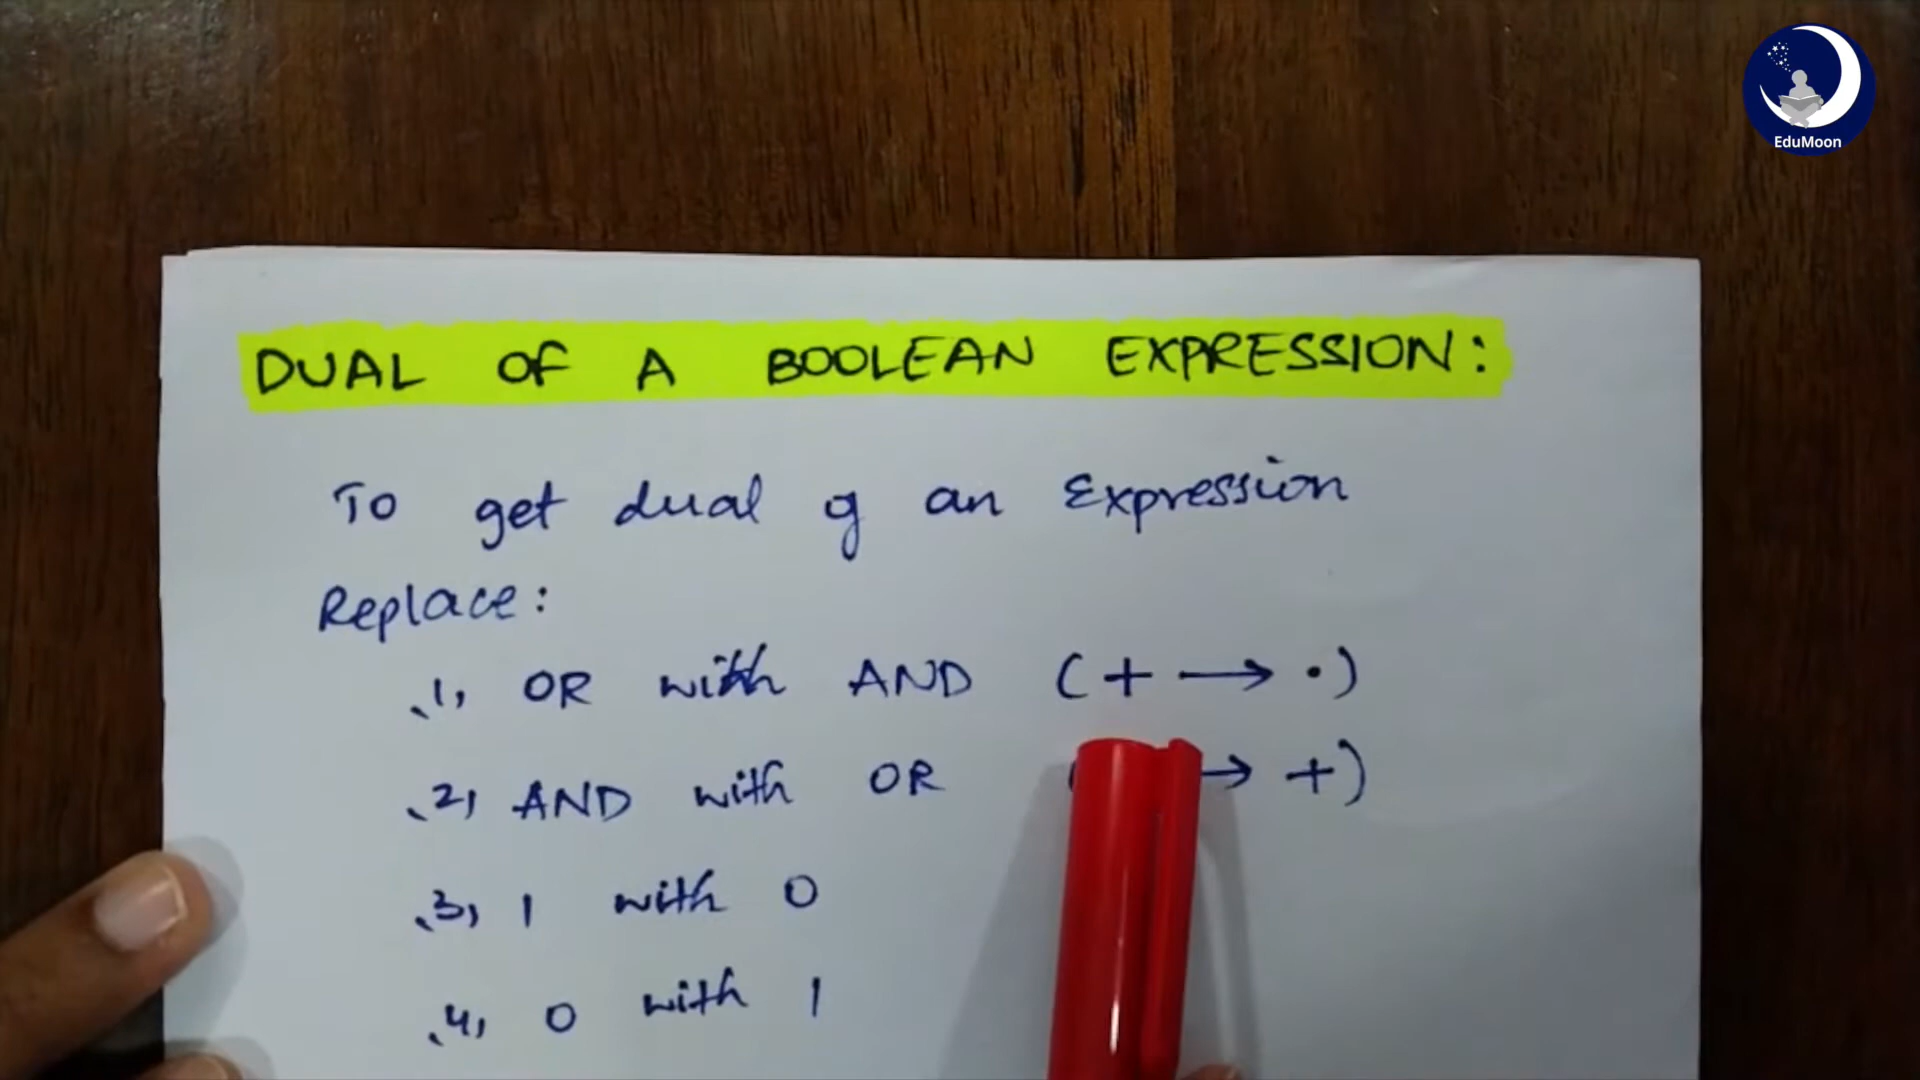 EduMoon
DUAL OF A BOOLEAN EXPRESSION:
To get dual of an Expression
Replace:
1, OR with AND (+ → •)
2, AND with OR → +)
3, 1 with 0
4, 0 with 1